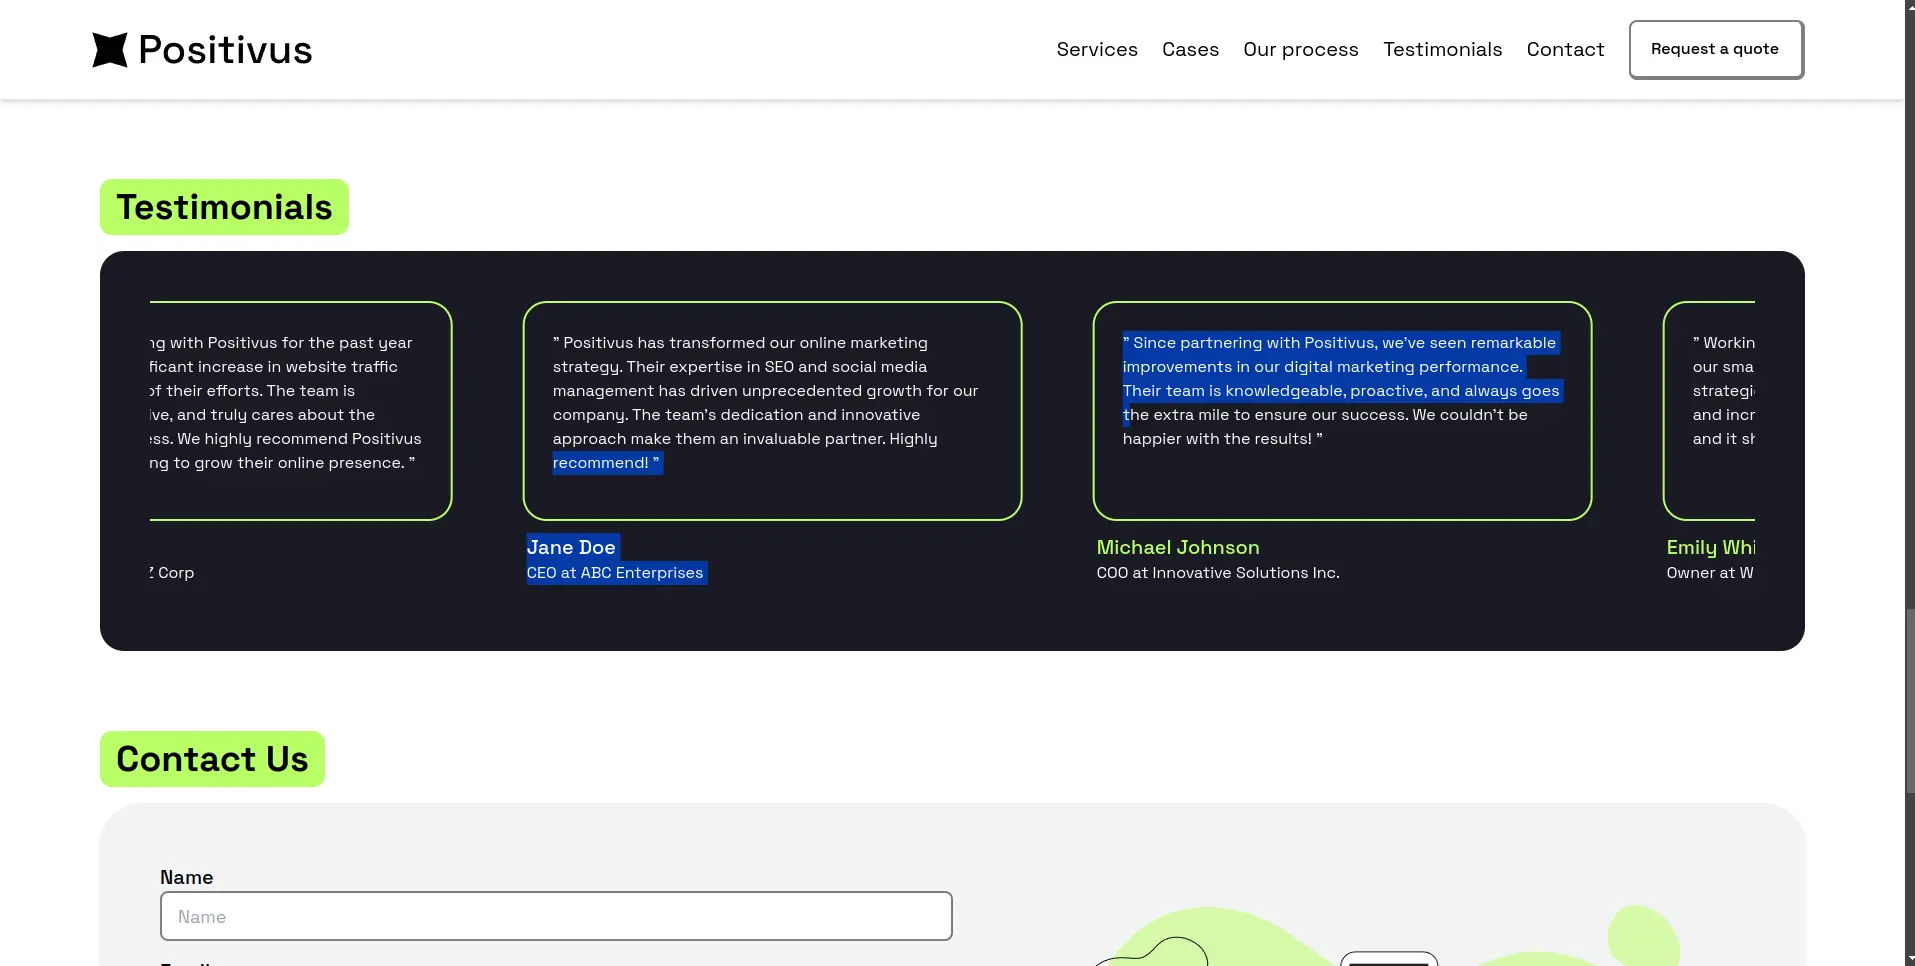 Positivus
Services Cases Our process Testimonials Contact Request a quote
Testimonials
ng with Positivus for the past year
ficant increase in website traffic
of their efforts. The team is
ive, and truly cares about the
ess. We highly recommend Positivus
ng to grow their online presence. ”
Z Corp
” Positivus has transformed our online marketing
strategy. Their expertise in SEO and social media
management has driven unprecedented growth for our
company. The team’s dedication and innovative
approach make them an invaluable partner. Highly
recommend! ”
Jane Doe
CEO at ABC Enterprises
” Since partnering with Positivus, we’ve seen remarkable
improvements in our digital marketing performance.
Their team is knowledgeable, proactive, and always goes
the extra mile to ensure our success. We couldn’t be
happier with the results! ”
Michael Johnson
COO at Innovative Solutions Inc.
” Workin
our sma
strategi
and incr
and it sh
Emily Whi
Owner at W
Contact Us
Name
Name